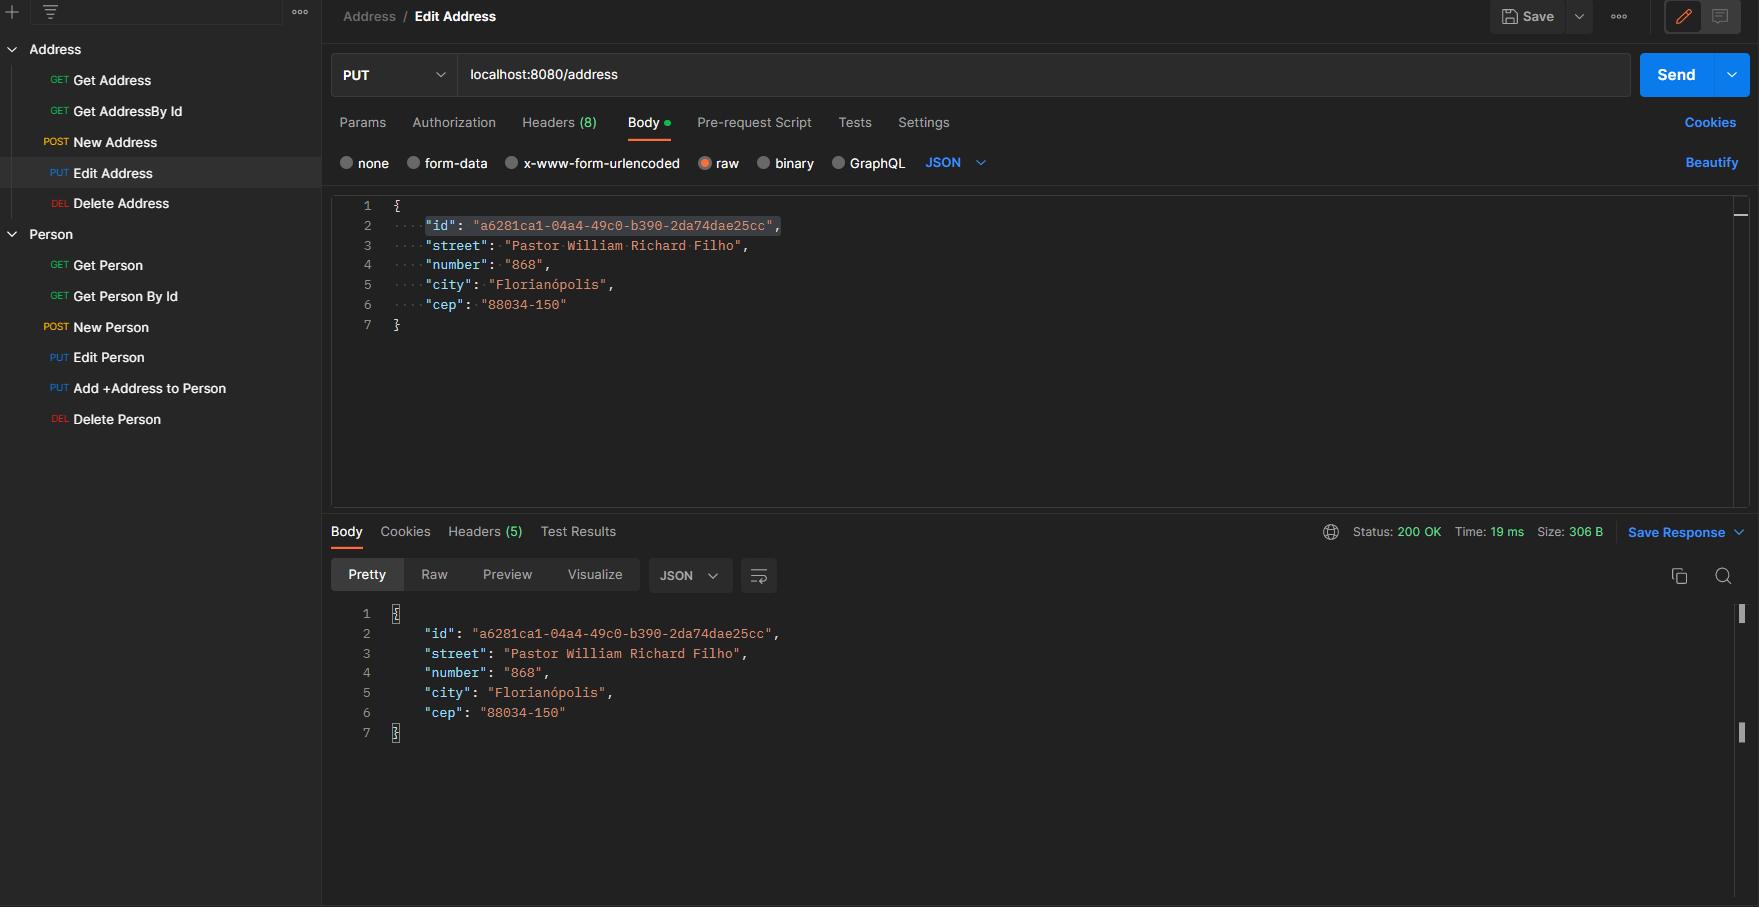 Address / Edit Address
Save
Address
GET Get Address
GET Get AddressBy Id
POST New Address
PUT Edit Address
DEL Delete Address
Person
GET Get Person
GET Get Person By Id
POST New Person
PUT Edit Person
PUT Add +Address to Person
DEL Delete Person
PUT localhost:8080/address Send
Params Authorization Headers (8) Body Pre-request Script Tests Settings Cookies
none form-data x-www-form-urlencoded raw binary GraphQL JSON Beautify
1 {
2 "id": "a6281ca1-04a4-49c0-b390-2da74dae25cc",
3 "street": "Pastor William Richard Filho",
4 "number": "868",
5 "city": "Florianópolis",
6 "cep": "88034-150"
7 }
Body Cookies Headers (5) Test Results Status: 200 OK Time: 19 ms Size: 306 B Save Response
Pretty Raw Preview Visualize JSON
1 {
2 "id": "a6281ca1-04a4-49c0-b390-2da74dae25cc",
3 "street": "Pastor William Richard Filho",
4 "number": "868",
5 "city": "Florianópolis",
6 "cep": "88034-150"
7 }